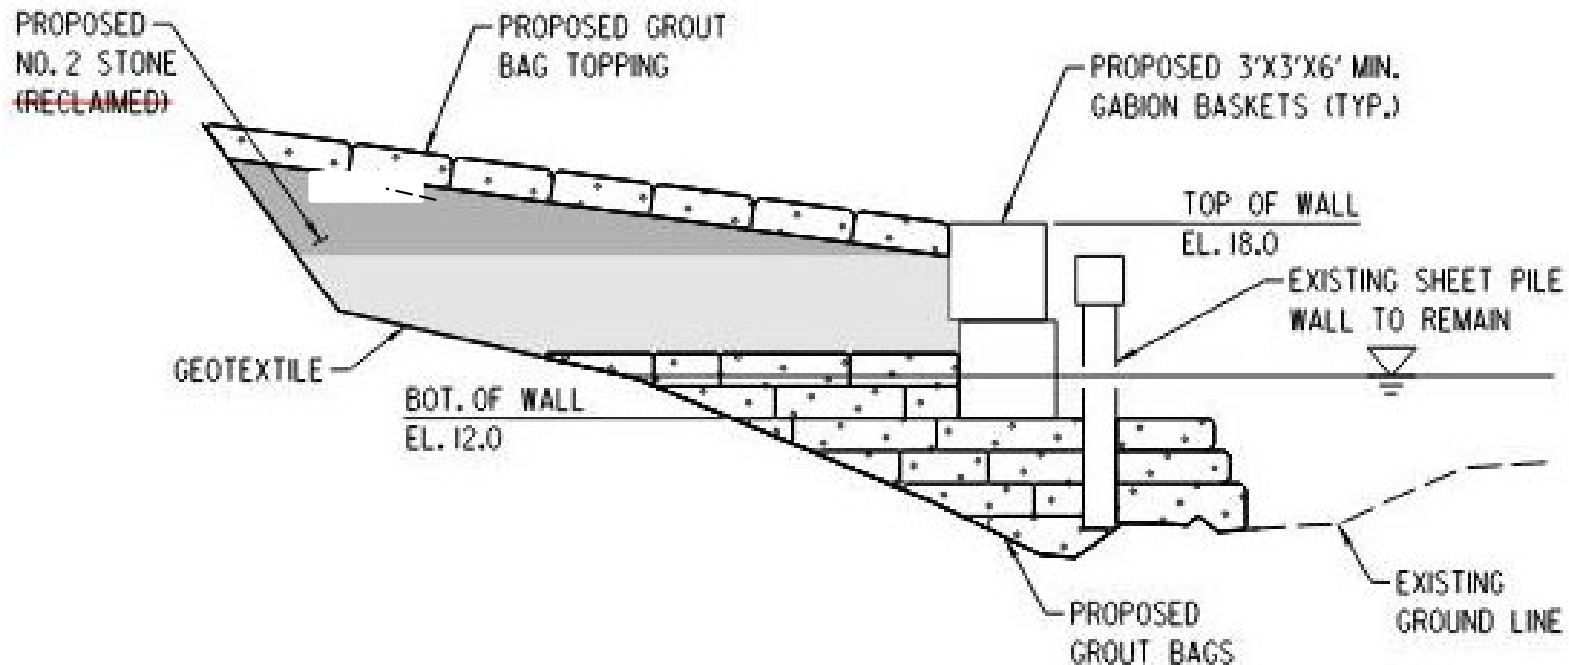 PROPOSED
NO. 2 STONE
(RECLAIMED)
PROPOSED GROUT
BAG TOPPING
PROPOSED 3'X3'X6' MIN.
GABION BASKETS (TYP.)
TOP OF WALL
EL. 18.0
EXISTING SHEET PILE
WALL TO REMAIN
GEOTEXTILE
BOT. OF WALL
EL. 12.0
EXISTING
GROUND LINE
PROPOSED
GROUT BAGS